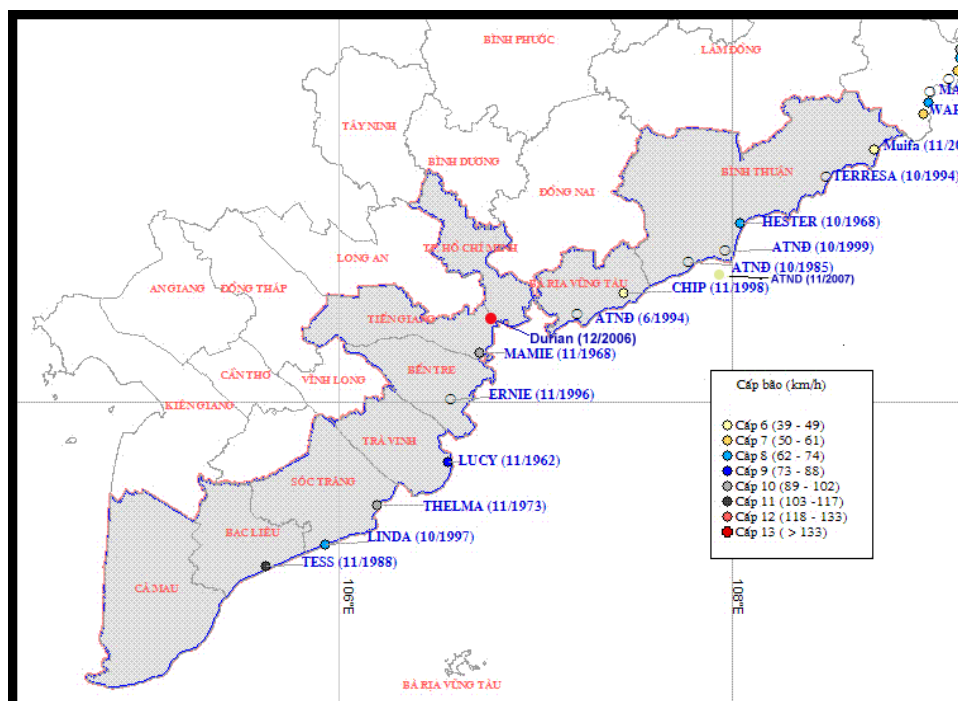 BÌNH PHƯỚC
LÂM ĐỒNG
TÂY NINH
BÌNH DƯƠNG
ĐỒNG NAI
BÌNH THUẬN
MA
WAR
Muifa (11/20
TERRESA (10/1994)
HESTER (10/1968)
TP. HỒ CHÍ MINH
LONG AN
ATNĐ (10/1999)
ATNĐ (10/1985)
ATND (11/2007)
BÀ RỊA VŨNG TÀU
CHIP (11/1998)
AN GIANG
ĐỒNG THÁP
TIỀN GIANG
ATNĐ (6/1994)
Durian (12/2006)
MAMIE (11/1968)
BẾN TRE
CẦN THƠ
VĨNH LONG
ERNIE (11/1996)
KIÊN GIANG
TRÀ VINH
LUCY (11/1962)
SÓC TRĂNG
THELMA (11/1973)
BẠC LIÊU
LINDA (10/1997)
TESS (11/1988)
CÀ MAU
Cấp bão (km/h)
Cấp 6 (39 - 49)
Cấp 7 (50 - 61)
Cấp 8 (62 - 74)
Cấp 9 (73 - 88)
Cấp 10 (89 - 102)
Cấp 11 (103 -117)
Cấp 12 (118 - 133)
Cấp 13 ( > 133)
106°E
108°E
BÀ RỊA VŨNG TÀU